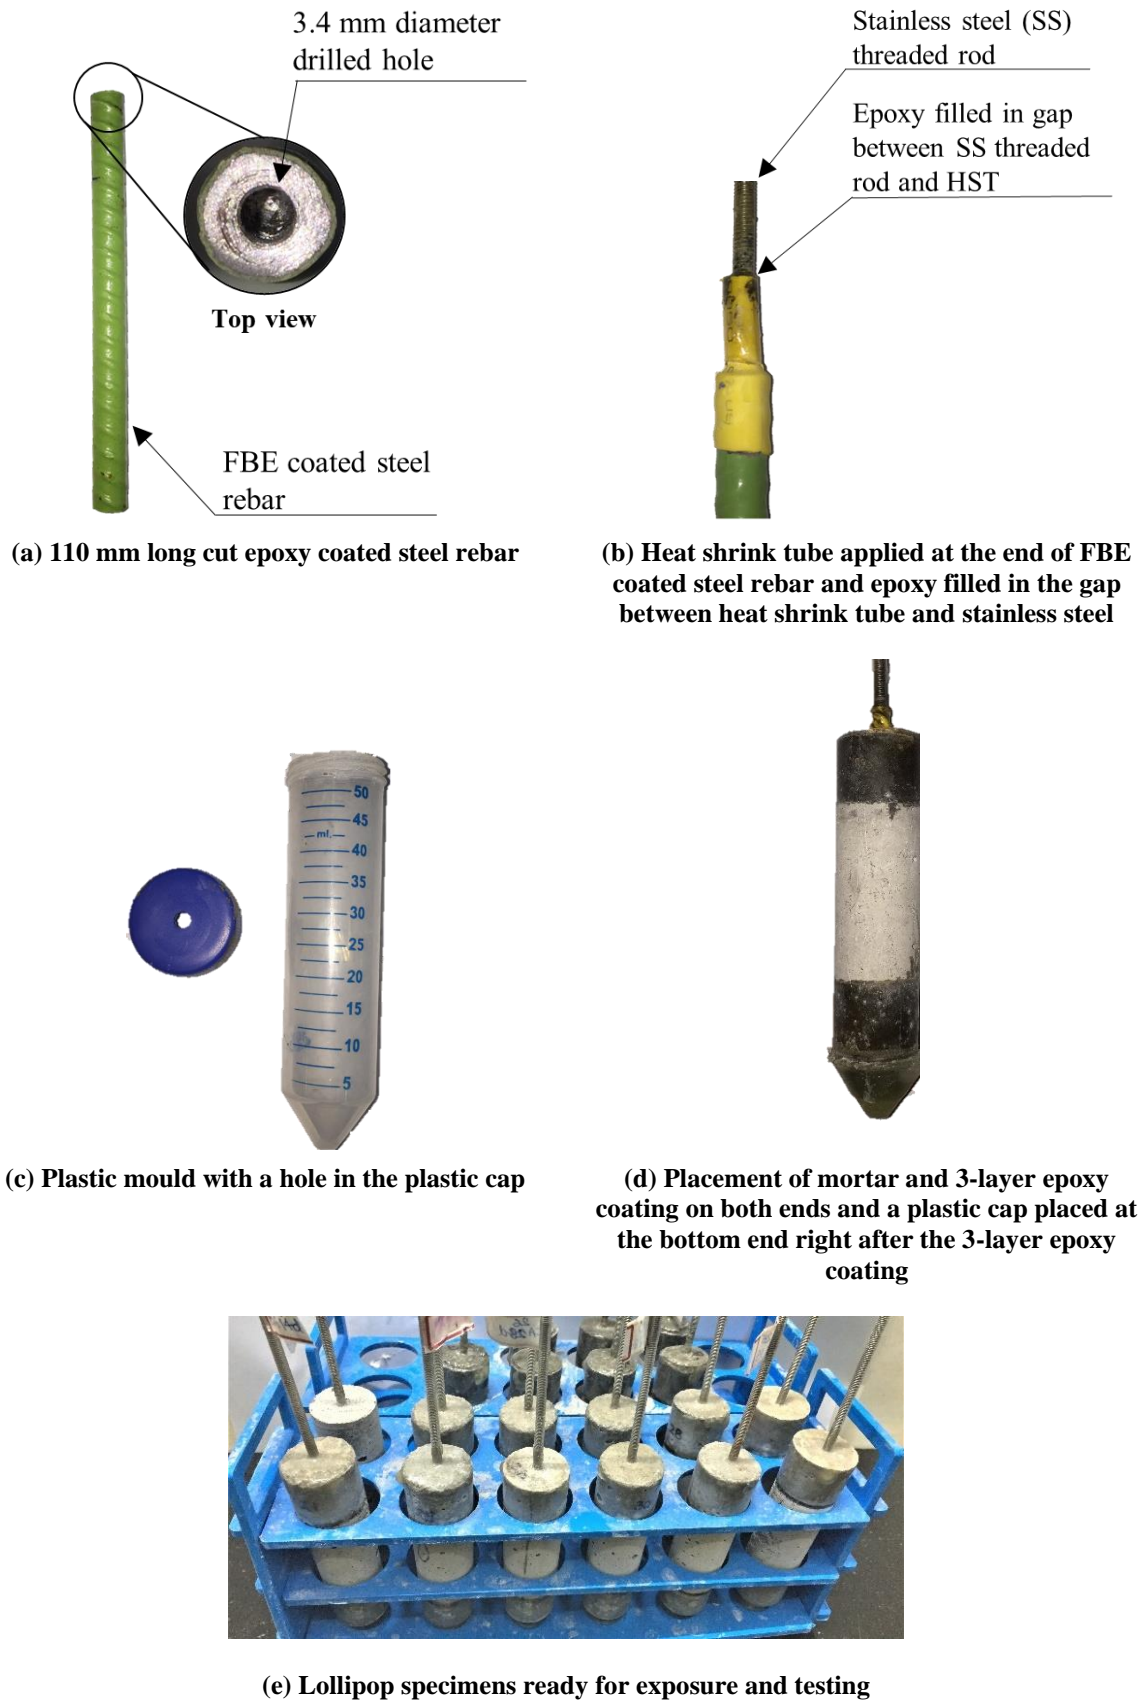 3.4 mm diameter
drilled hole
Top view
FBE coated steel
rebar
Stainless steel (SS)
threaded rod
Epoxy filled in gap
between SS threaded
rod and HST
(a) 110 mm long cut epoxy coated steel rebar
(b) Heat shrink tube applied at the end of FBE
coated steel rebar and epoxy filled in the gap
between heat shrink tube and stainless steel
50
45
ml.
40
35
30
25
20
15
10
5
(c) Plastic mould with a hole in the plastic cap
(d) Placement of mortar and 3-layer epoxy
coating on both ends and a plastic cap placed at
the bottom end right after the 3-layer epoxy
coating
(e) Lollipop specimens ready for exposure and testing